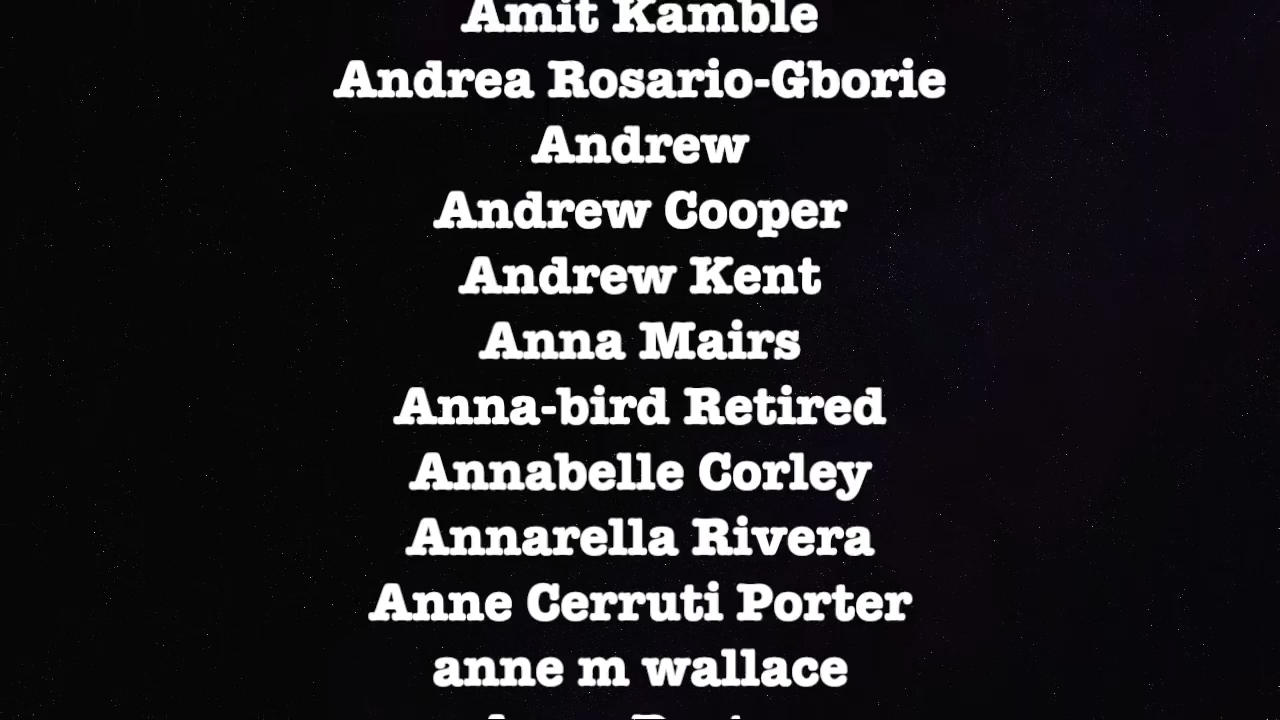 Amit Kamble
Andrea Rosario-Gborie
Andrew
Andrew Cooper
Andrew Kent
Anna Mairs
Anna-bird Retired
Annabelle Corley
Annarella Rivera
Anne Cerruti Porter
anne m wallace